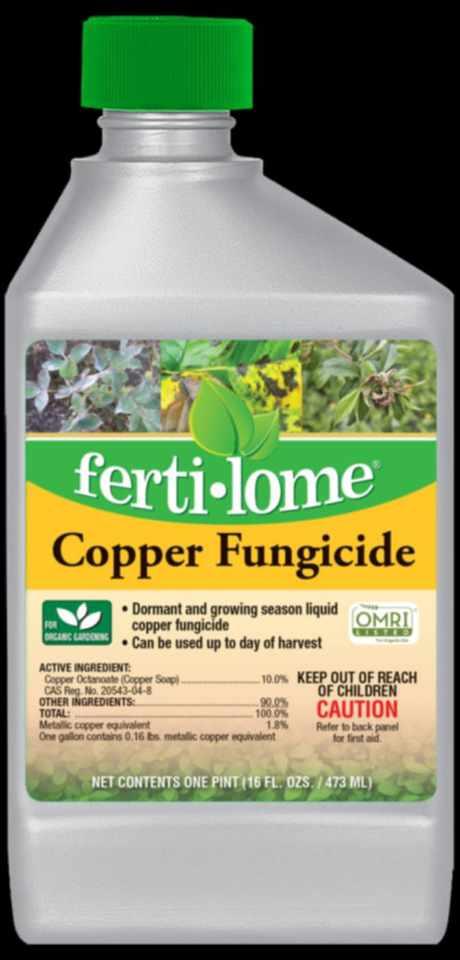 ferti•lome®
Copper Fungicide
FOR
ORGANIC GARDENING
• Dormant and growing season liquid
copper fungicide
• Can be used up to day of harvest
OMRI
LISTED
For Organic Use
ACTIVE INGREDIENT:
Copper Octanoate (Copper Soap) 10.0%
CAS Reg. No. 20543-04-8
OTHER INGREDIENTS: 90.0%
TOTAL: 100.0%
Metallic copper equivalent 1.8%
One gallon contains 0.16 lbs. metallic copper equivalent
KEEP OUT OF REACH
OF CHILDREN
CAUTION
Refer to back panel
for first aid.
NET CONTENTS ONE PINT (16 FL. OZS. / 473 ML)